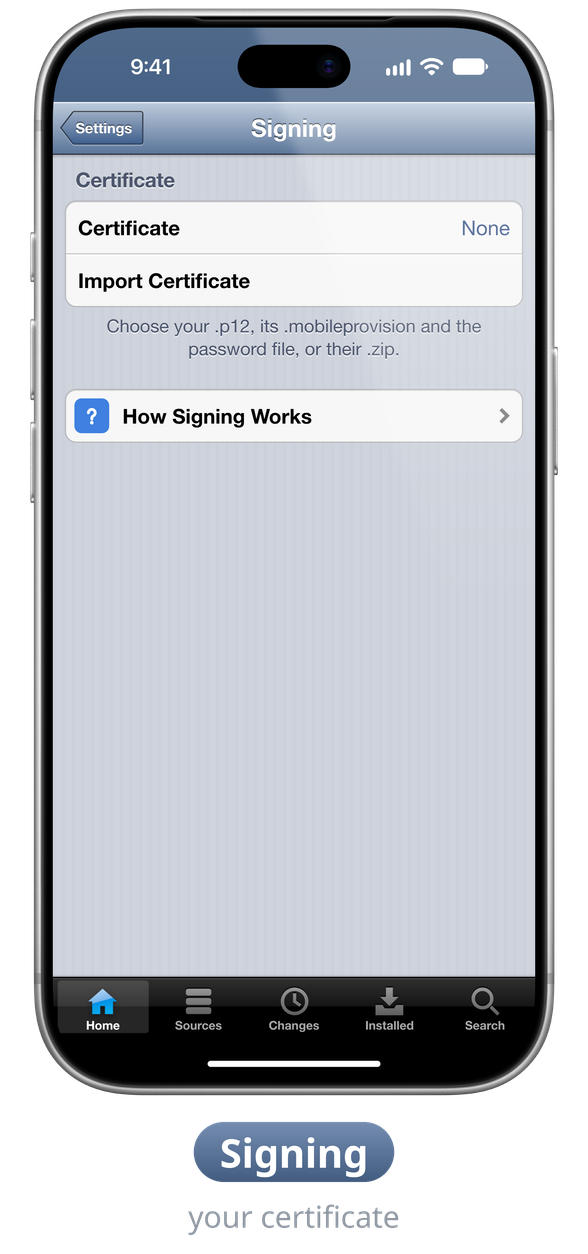 9:41
Settings
Signing
Certificate
Certificate
None
Import Certificate
Choose your .p12, its .mobileprovision and the
password file, or their .zip.
?
How Signing Works
Home
Sources
Changes
Installed
Search
Signing
your certificate